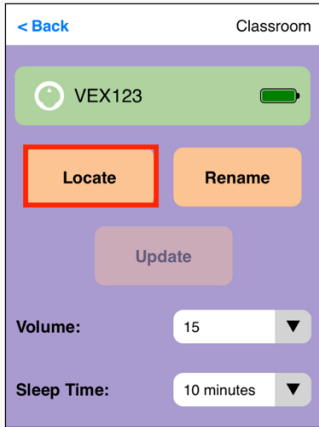 < Back Classroom
VEX123
Locate Rename
Update
Volume: 15
Sleep Time: 10 minutes